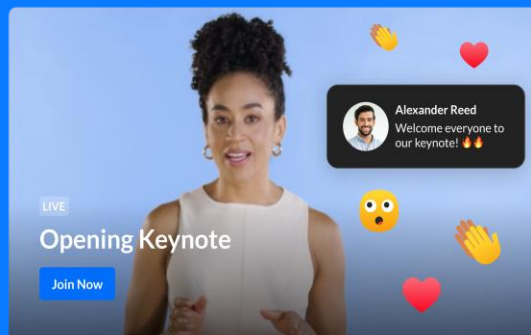 Alexander Reed
Welcome everyone to
our keynote! 🔥🔥
LIVE
Opening Keynote
Join Now